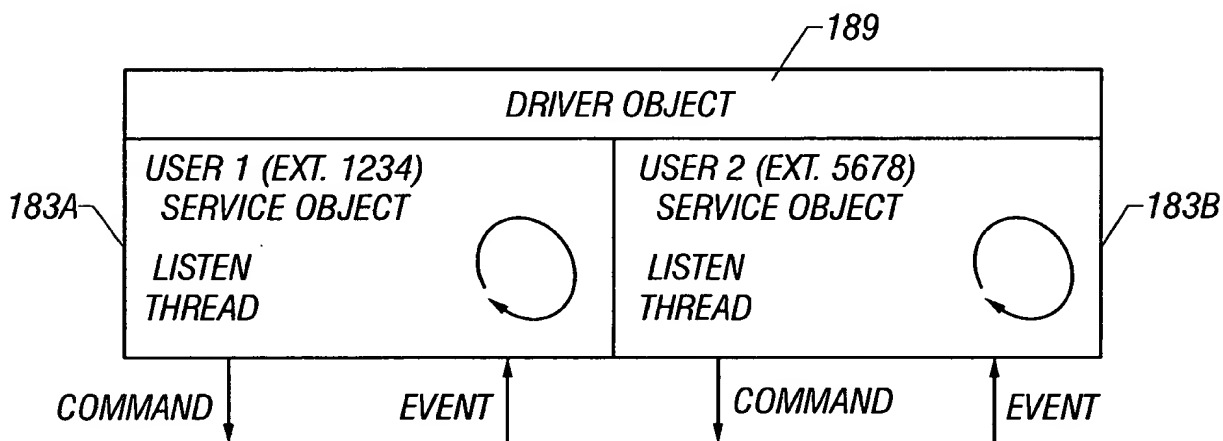 189
DRIVER OBJECT
USER 1 (EXT. 1234)
SERVICE OBJECT
LISTEN
THREAD
183A
USER 2 (EXT. 5678)
SERVICE OBJECT
LISTEN
THREAD
183B
COMMAND
EVENT
COMMAND
EVENT